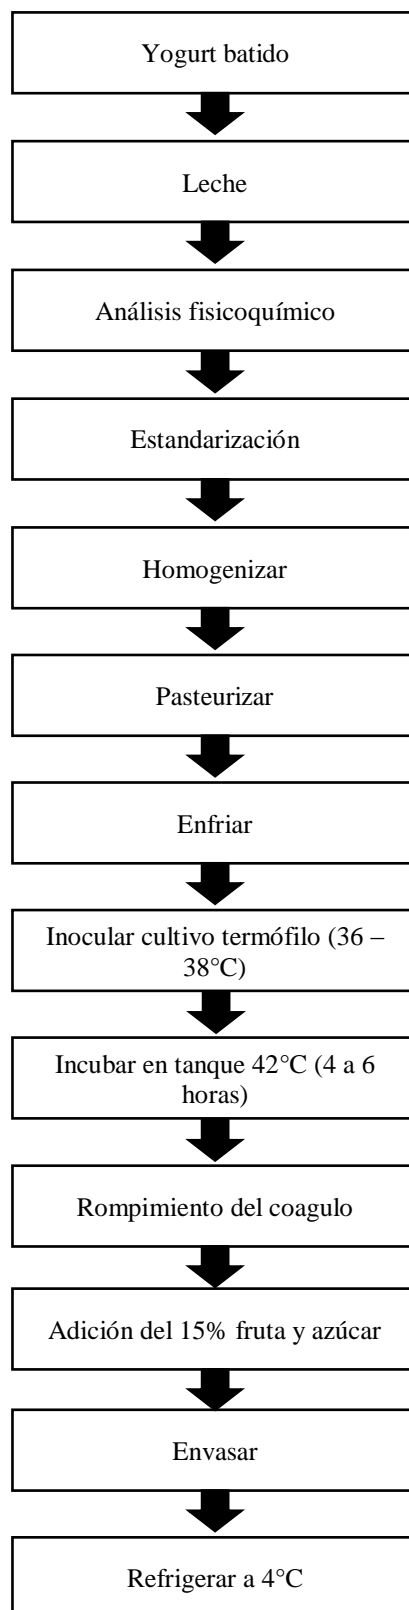 Yogurt batido
Leche
Análisis fisicoquímico
Estandarización
Homogenizar
Pasteurizar
Enfriar
Inocular cultivo termófilo (36 –
38°C)
Incubar en tanque 42°C (4 a 6
horas)
Rompimiento del coagulo
Adición del 15% fruta y azúcar
Envasar
Refrigerar a 4°C